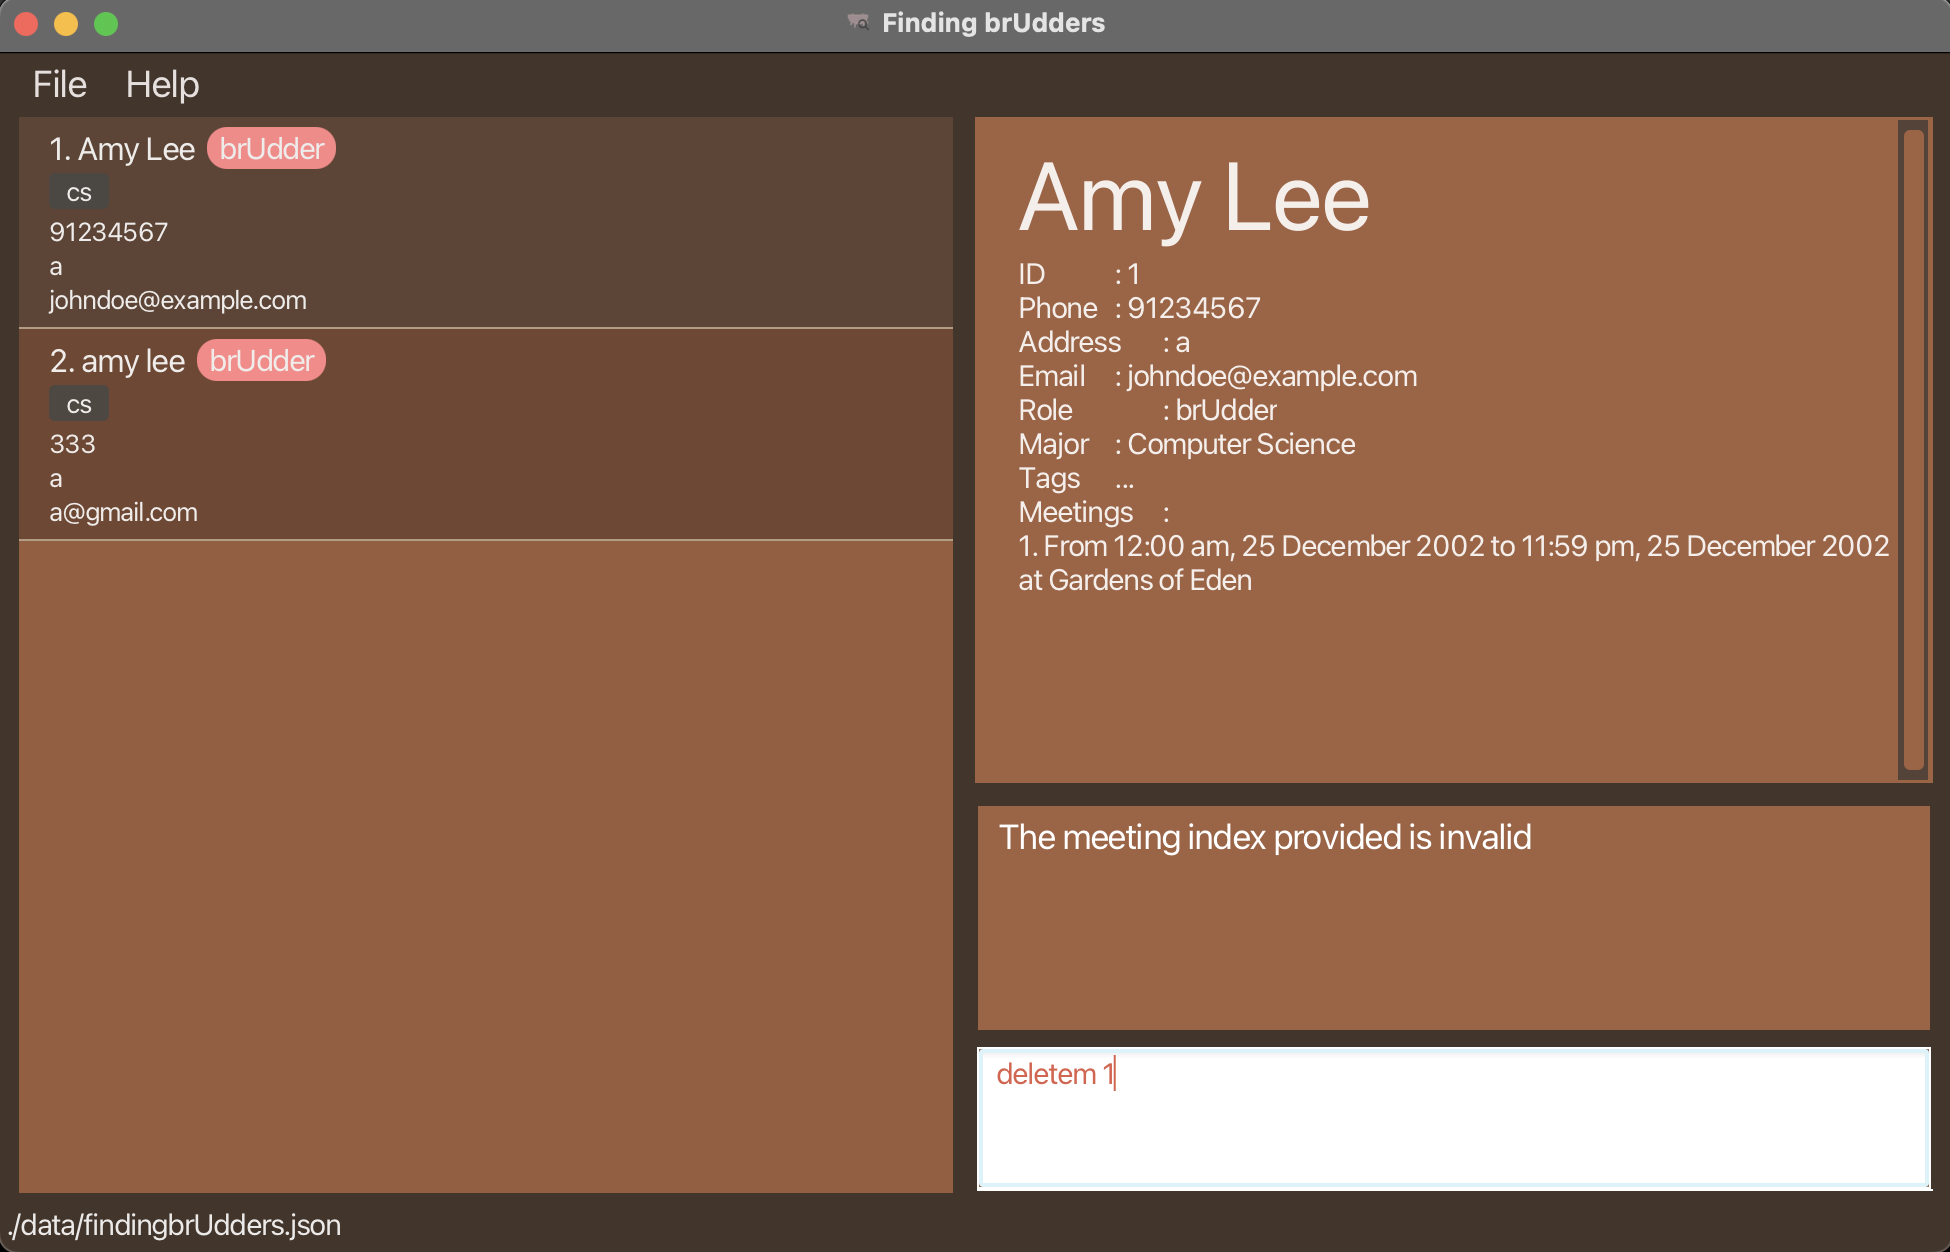 Finding brUdders
File Help
1. Amy Lee brUdder
cs
91234567
a
johndoe@example.com
2. amy lee brUdder
cs
333
a
a@gmail.com
Amy Lee
ID : 1
Phone : 91234567
Address : a
Email : johndoe@example.com
Role : brUdder
Major : Computer Science
Tags ...
Meetings :
1. From 12:00 am, 25 December 2002 to 11:59 pm, 25 December 2002
at Gardens of Eden
The meeting index provided is invalid
deletem 1
./data/findingbrUdders.json